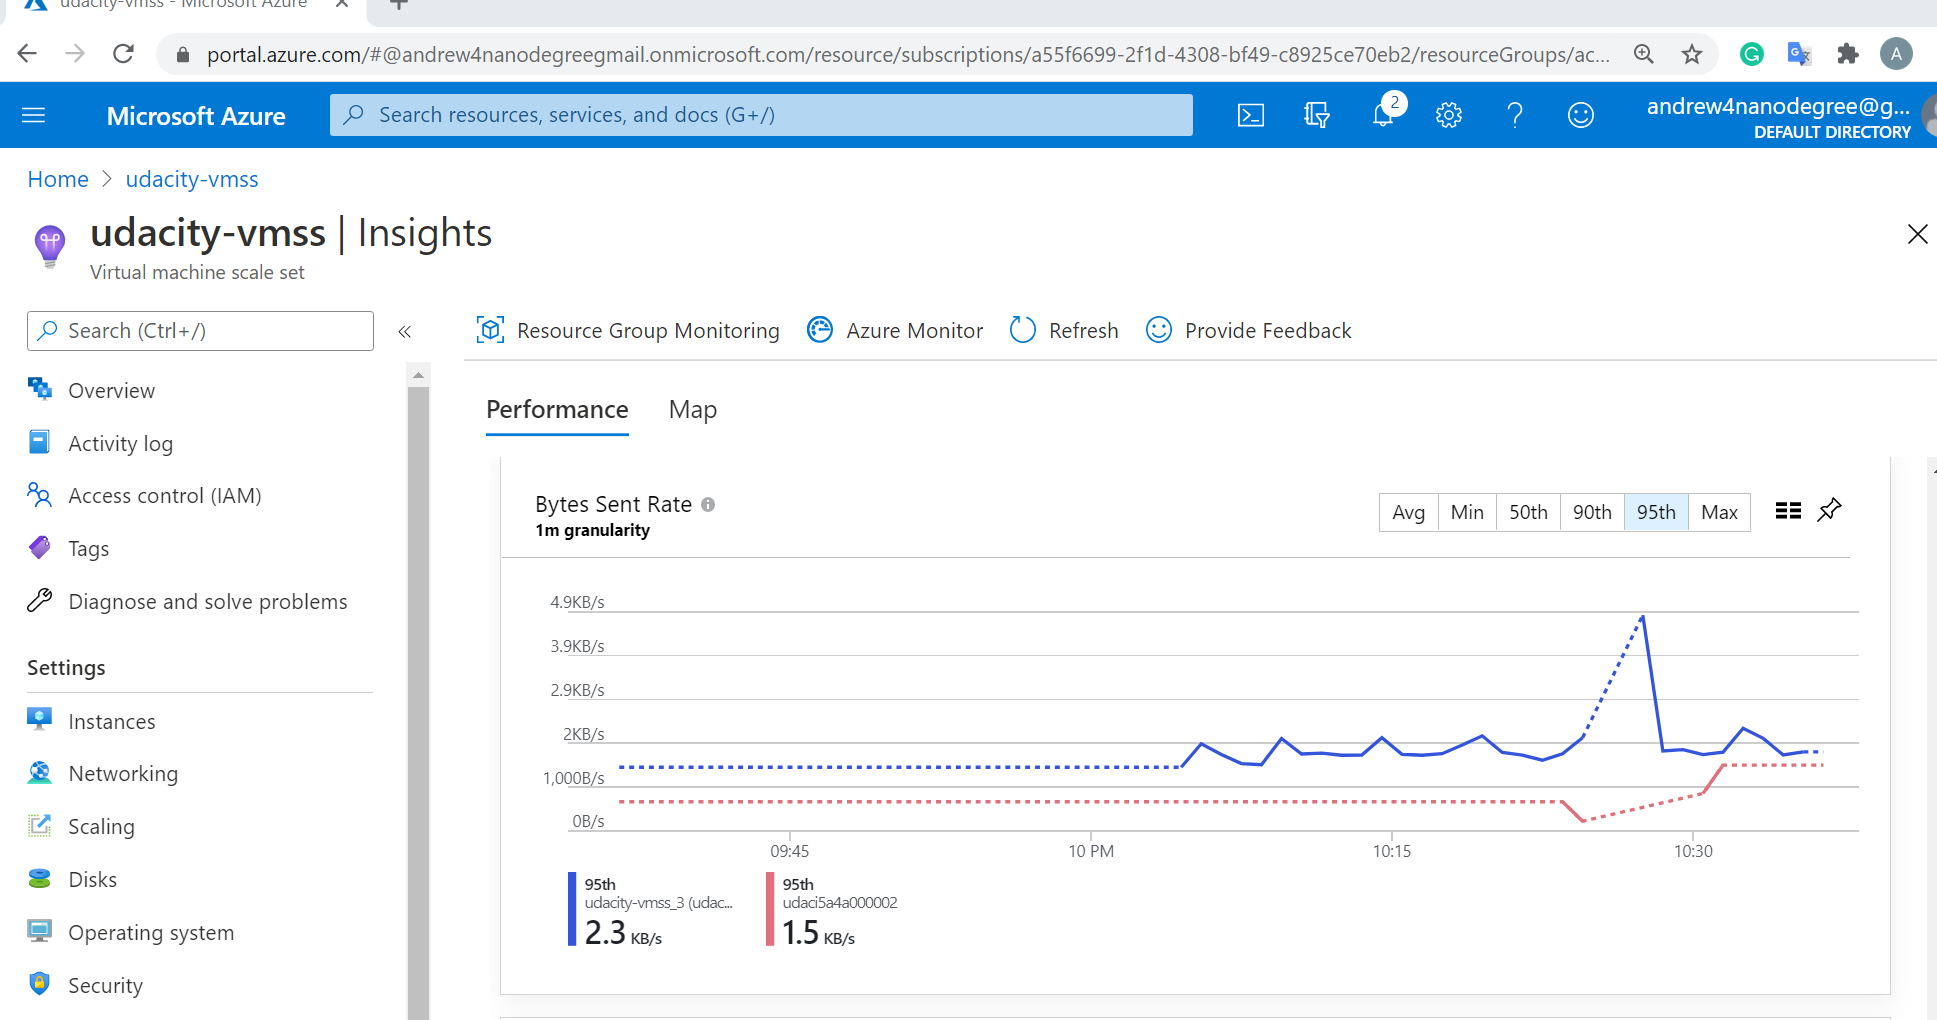 udacity-vmss - Microsoft Azure
portal.azure.com/#@andrew4nanodegreegmail.onmicrosoft.com/resource/subscriptions/a55f6699-2f1d-4308-bf49-c8925ce70eb2/resourceGroups/ac...
A
Microsoft Azure
Search resources, services, and docs (G+/)
2
andrew4nanodegree@g...
DEFAULT DIRECTORY
Home > udacity-vmss
udacity-vmss | Insights
Virtual machine scale set
Search (Ctrl+/)
«
Resource Group Monitoring
Azure Monitor
Refresh
Provide Feedback
Overview
Activity log
Access control (IAM)
Tags
Diagnose and solve problems
Settings
Instances
Networking
Scaling
Disks
Operating system
Security
Performance
Map
Bytes Sent Rate
1m granularity
Avg Min 50th 90th 95th Max
4.9KB/s
3.9KB/s
2.9KB/s
2KB/s
1,000B/s
0B/s
09:45 10 PM 10:15 10:30
95th
udacity-vmss_3 (udac...
2.3 KB/s
95th
udaci5a4a000002
1.5 KB/s